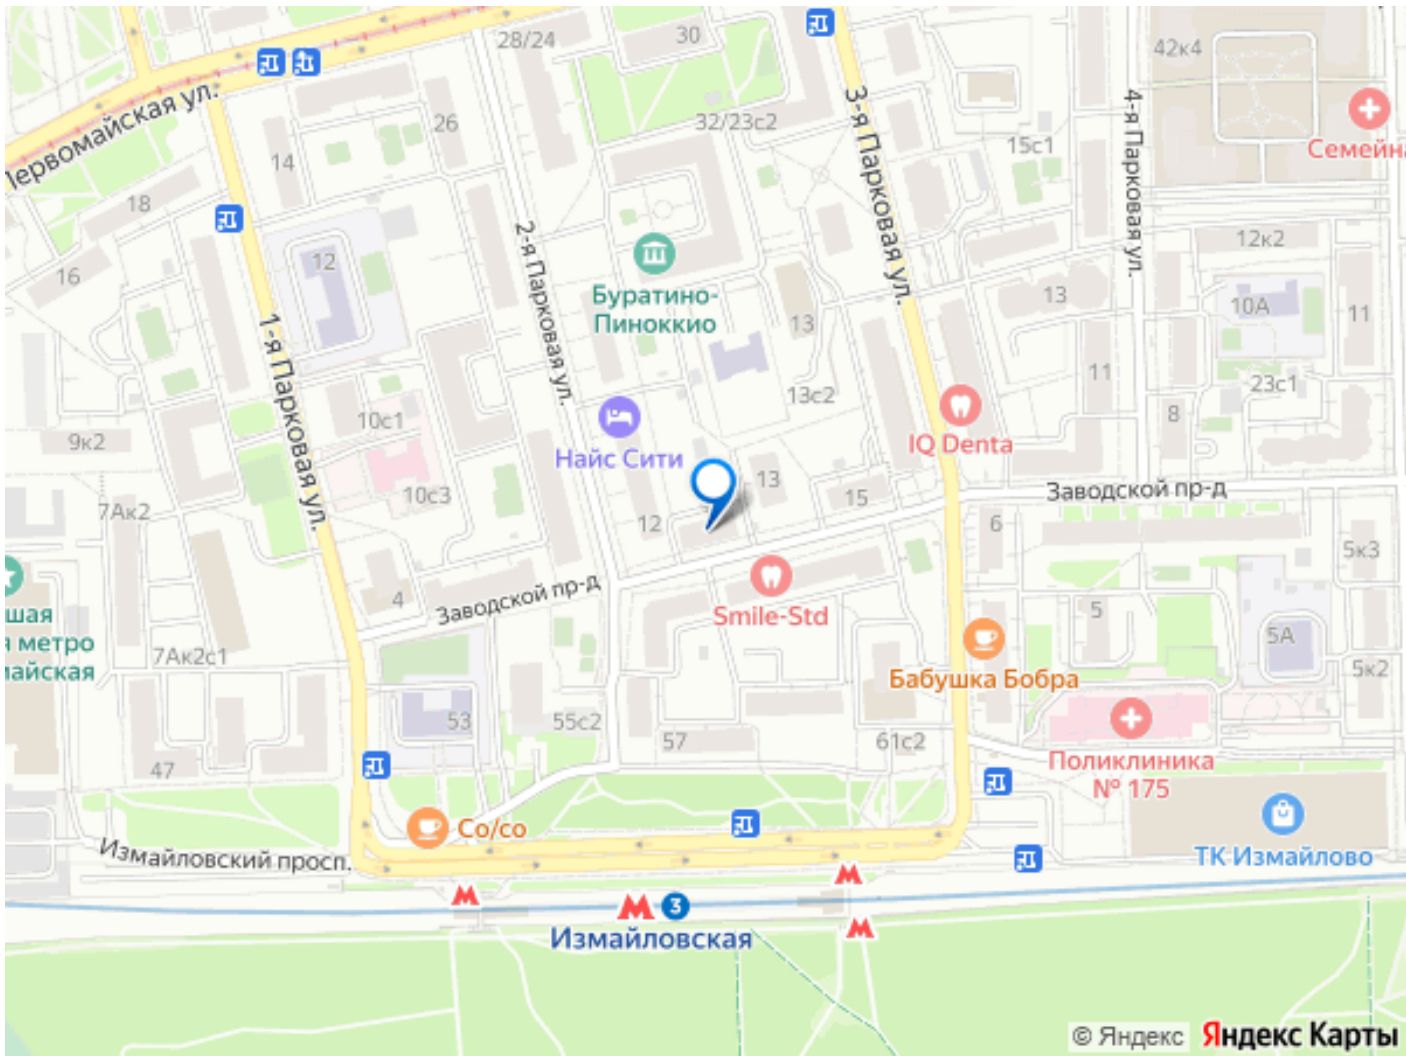 28/24
30
42к4
Первомайская ул.
26
14
32/23с2
15с1
Семейна
3-я Парковая ул.
4-я Парковая ул.
18
2-я Парковая ул.
12
16
12к2
Буратино-
Пиноккио
13
13
10А
11
1-я Парковая ул.
11
23с1
13с2
10с1
8
9к2
IQ Denta
Найс Сити
13
15
Заводской пр-д
10с3
7Ак2
12
6
5к3
4
Заводской пр-д
Smile-Std
5
шая
я метро
майская
7Ак2с1
5А
5к2
Бабушка Бобра
53
55с2
57
61с2
47
Поликлиника
№ 175
Co/co
Измайловский просп.
ТК Измайлово
3
Измайловская
© Яндекс Яндекс Карты